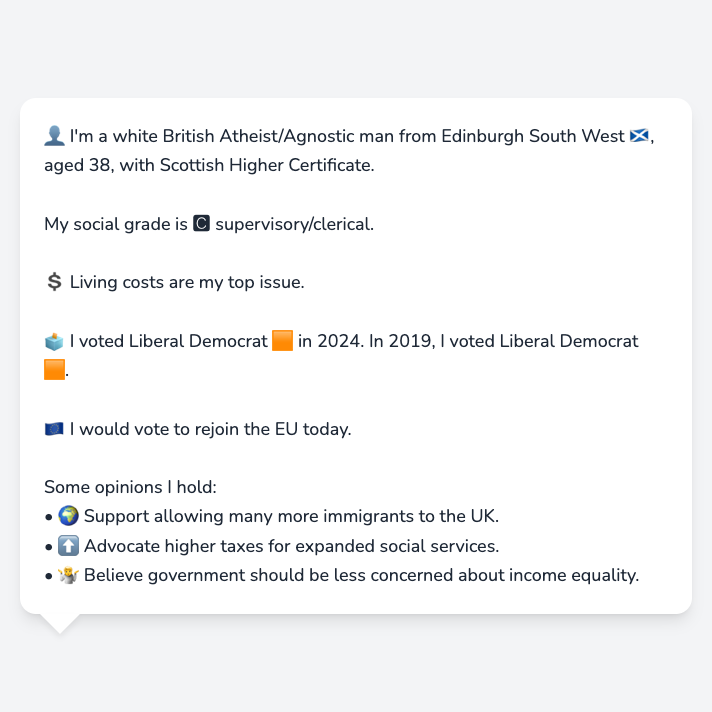 👤 I'm a white British Atheist/Agnostic man from Edinburgh South West 🏴󠁧󠁢󠁳󠁣󠁴󠁿,
aged 38, with Scottish Higher Certificate.
My social grade is 🅲 supervisory/clerical.
💲 Living costs are my top issue.
🗳️ I voted Liberal Democrat 🟧 in 2024. In 2019, I voted Liberal Democrat
🟧.
🇪🇺 I would vote to rejoin the EU today.
Some opinions I hold:
• 🌍 Support allowing many more immigrants to the UK.
• ⬆️ Advocate higher taxes for expanded social services.
• 🤷 Believe government should be less concerned about income equality.